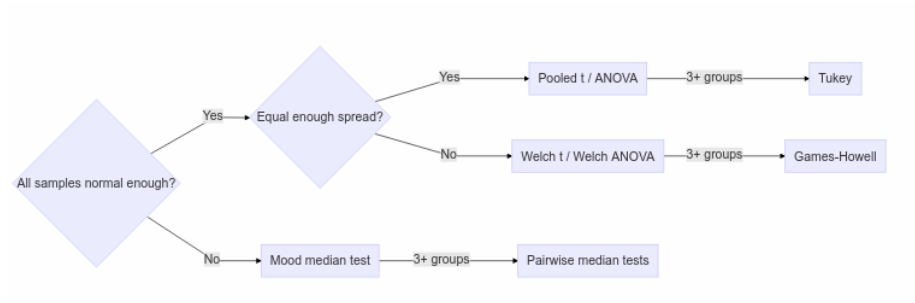 All samples normal enough?
Yes
Equal enough spread?
Yes
Pooled t / ANOVA
3+ groups
Tukey
No
Welch t / Welch ANOVA
3+ groups
Games-Howell
No
Mood median test
3+ groups
Pairwise median tests